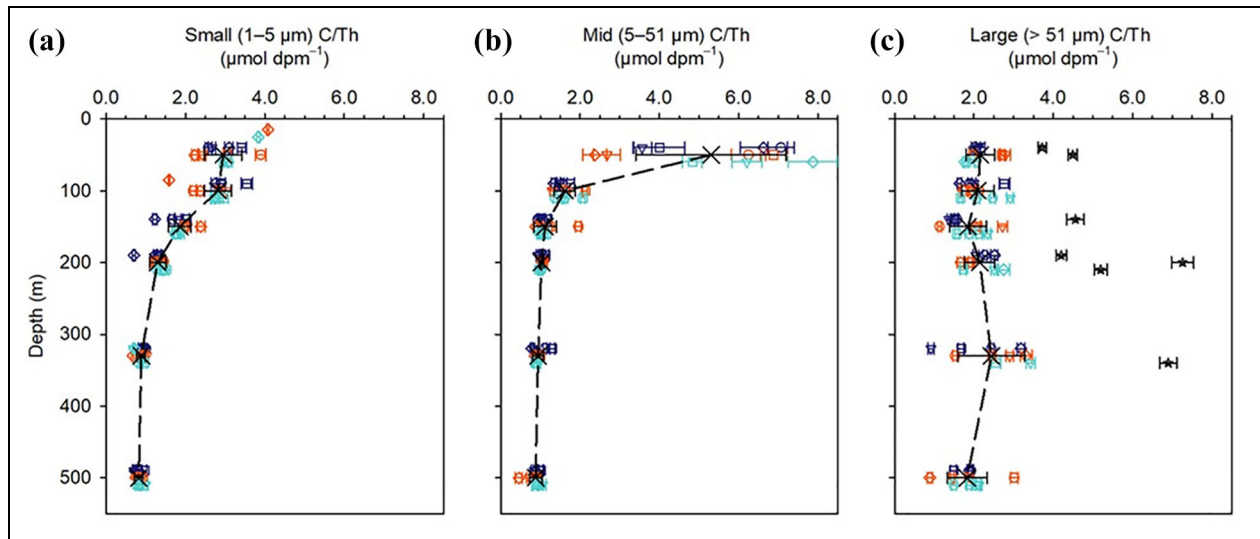 (a)
Small (1–5 µm) C/Th
(µmol dpm⁻¹)
(b)
Mid (5–51 µm) C/Th
(µmol dpm⁻¹)
(c)
Large (> 51 µm) C/Th
(µmol dpm⁻¹)
0.0 2.0 4.0 6.0 8.0
0.0 2.0 4.0 6.0 8.0
0.0 2.0 4.0 6.0 8.0
0
100
200
300
400
500
Depth (m)